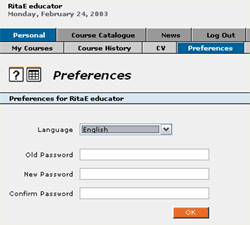 RitaE educator
Monday, February 24, 2003
Personal Course Catalogue News Log Out
My Courses Course History CV Preferences
? Preferences
Preferences for RitaE educator
Language English
Old Password
New Password
Confirm Password
OK